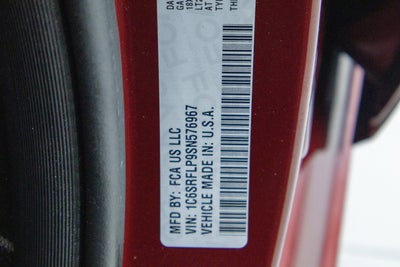 MFD BY: FCA US LLC
VIN: 1C6SRFLP9SN576967
VEHICLE MADE IN: U.S.A.